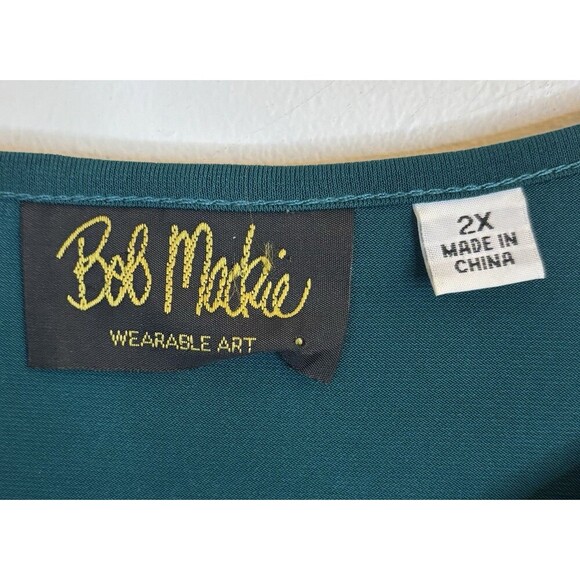 Bob Mackie
WEARABLE ART
2X
MADE IN
CHINA